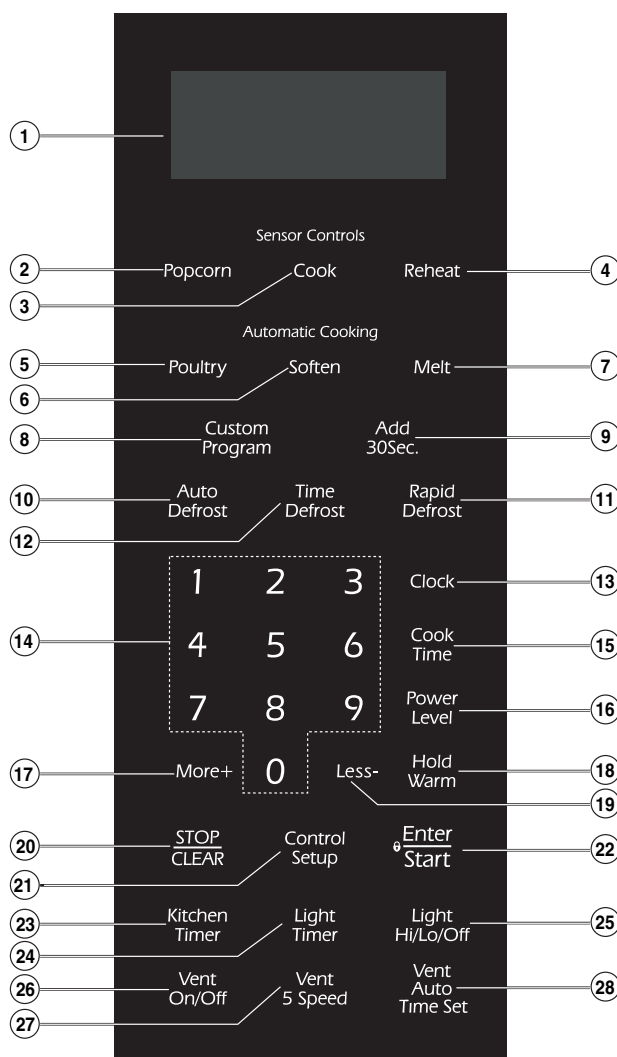 1
Sensor Controls
2 Popcorn Cook Reheat 4
3
Automatic Cooking
5 Poultry Soften Melt 7
6
8 Custom Program Add 30Sec. 9
10 Auto Defrost Time Defrost Rapid Defrost 11
12
1 2 3 Clock 13
14 4 5 6 Cook Time 15
7 8 9 Power Level 16
17 More+ 0 Less- Hold Warm 18
19
20 STOP CLEAR Control Setup Enter Start 22
21
23 Kitchen Timer Light Timer Light Hi/Lo/Off 25
24
26 Vent On/Off Vent 5 Speed Vent Auto Time Set 28
27